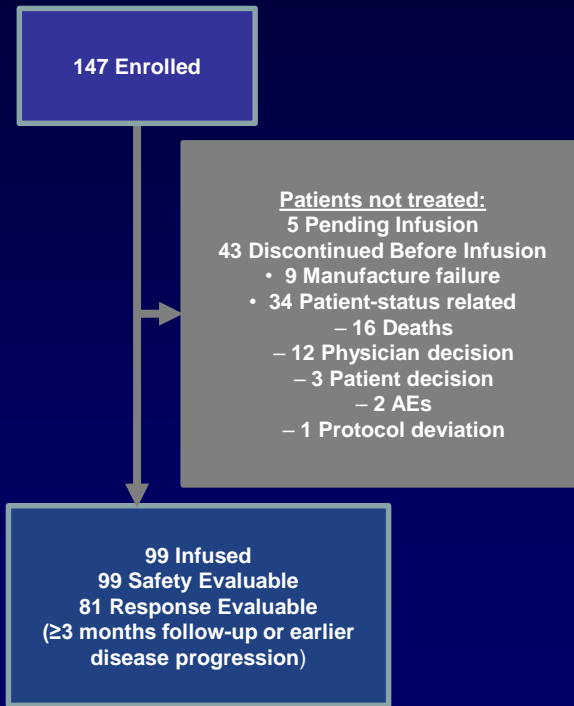 147 Enrolled
Patients not treated:
5 Pending Infusion
43 Discontinued Before Infusion
• 9 Manufacture failure
• 34 Patient-status related
– 16 Deaths
– 12 Physician decision
– 3 Patient decision
– 2 AEs
– 1 Protocol deviation
99 Infused
99 Safety Evaluable
81 Response Evaluable
(≥3 months follow-up or earlier
disease progression)